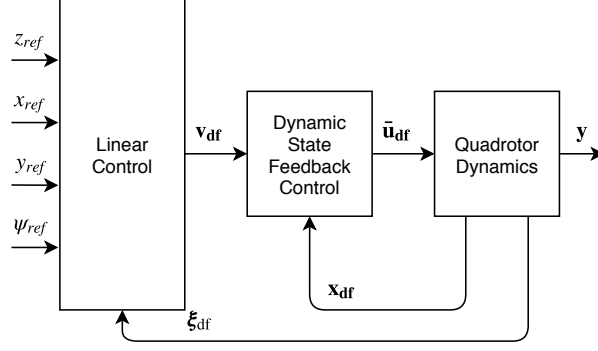 z_ref
x_ref
y_ref
ψ_ref
Linear
Control
v_df
Dynamic
State
Feedback
Control
ū_df
Quadrotor
Dynamics
y
x_df
ξ_df